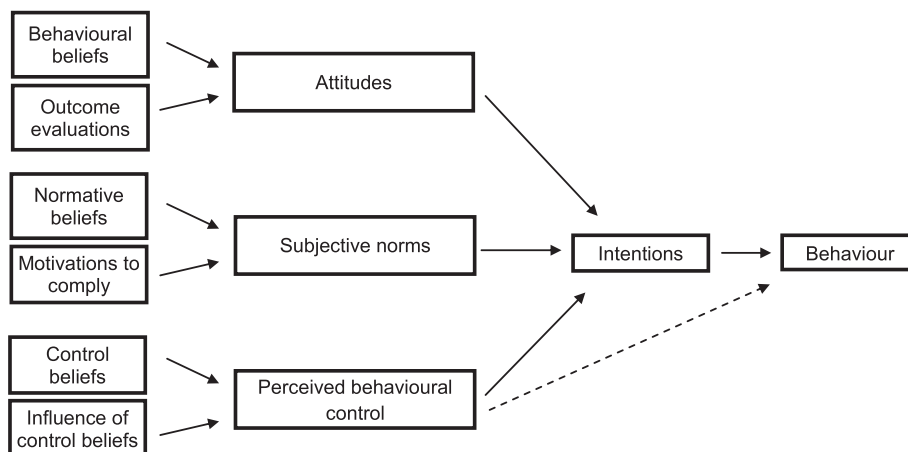 Behavioural
beliefs
Outcome
evaluations
Attitudes
Normative
beliefs
Motivations to
comply
Subjective norms
Intentions
Behaviour
Control
beliefs
Influence of
control beliefs
Perceived behavioural
control